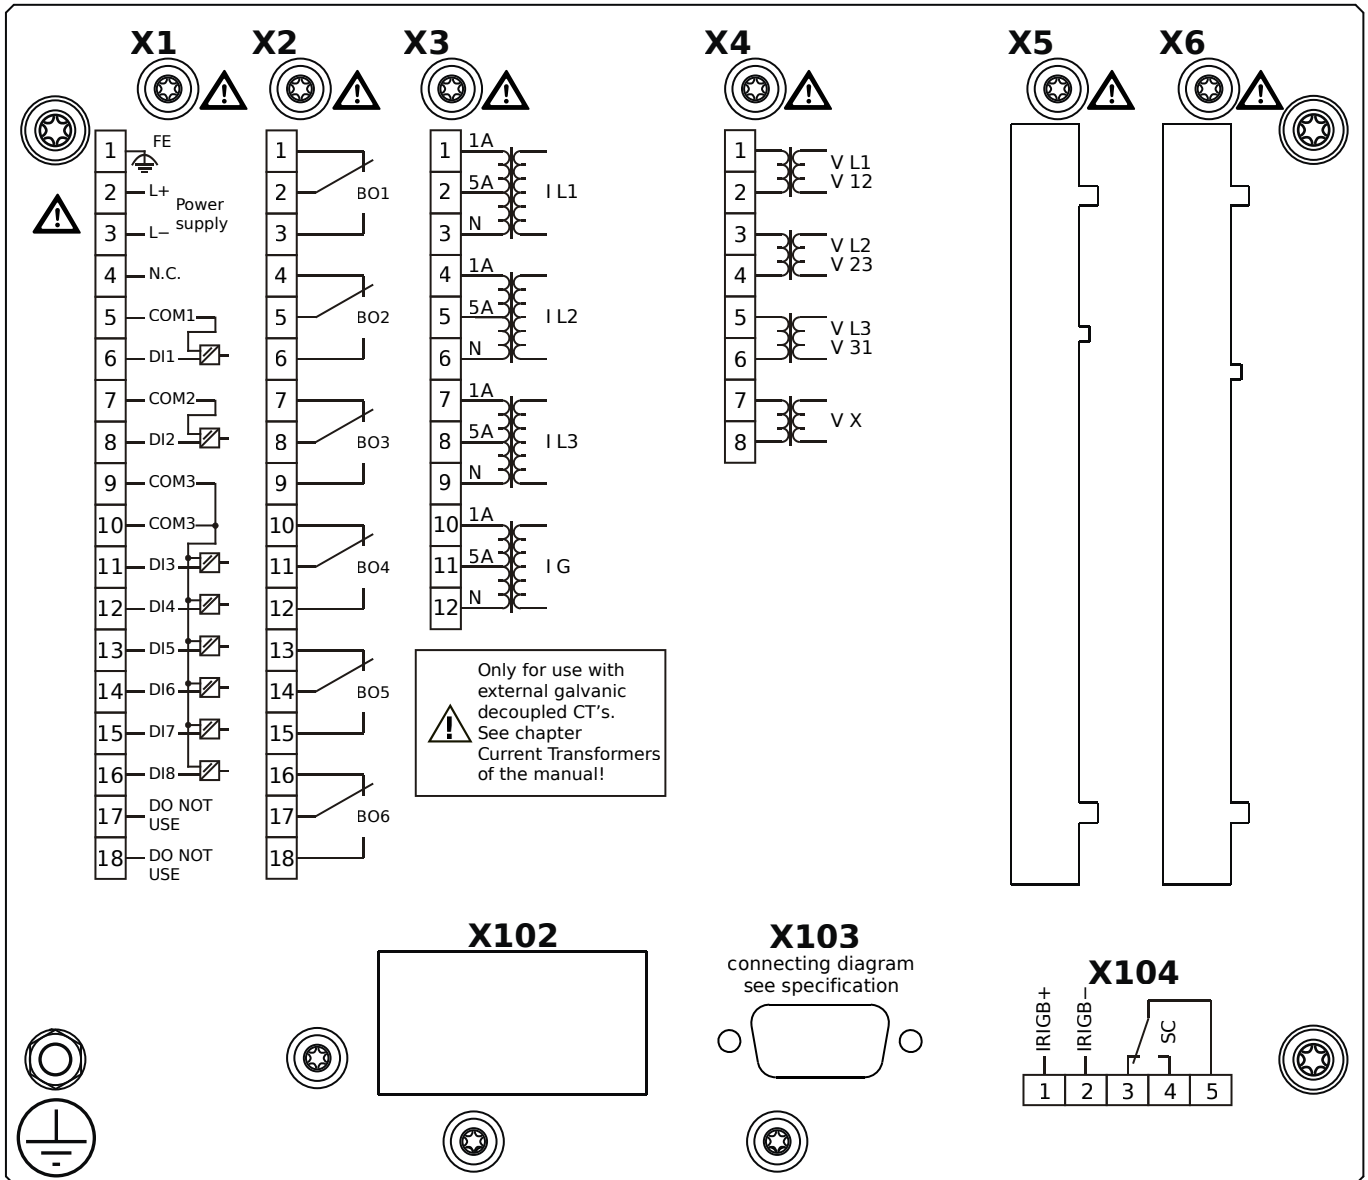 X1
X2
X3
X4
X5
X6
1 FE
2 L+
Power
supply
3 L−
4 N.C.
5 COM1
6 DI1
7 COM2
8 DI2
9 COM3
10 COM3
11 DI3
12 DI4
13 DI5
14 DI6
15 DI7
16 DI8
17 DO NOT
USE
18 DO NOT
USE
1
2 BO1
3
4
5 BO2
6
7
8 BO3
9
10
11 BO4
12
13
14 BO5
15
16
17 BO6
18
1 1A
2 5A I L1
3 N
4 1A
5 5A I L2
6 N
7 1A
8 5A I L3
9 N
10 1A
11 5A I G
12 N
Only for use with
external galvanic
decoupled CT's.
See chapter
Current Transformers
of the manual!
1 V L1
2 V 12
3 V L2
4 V 23
5 V L3
6 V 31
7 V X
8
X102
X103
connecting diagram
see specification
X104
IRIGB+
IRIGB−
SC
1 2 3 4 5